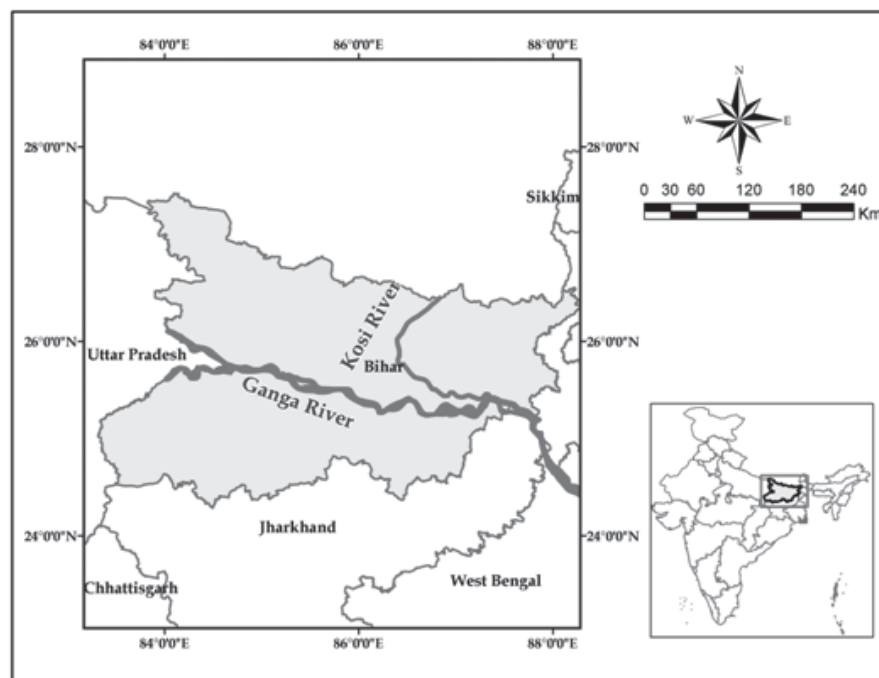 84°0'0"E 86°0'0"E 88°0'0"E
N
W E
S
28°0'0"N 28°0'0"N
0 30 60 120 180 240
Km
Sikkim
Kosi River
26°0'0"N 26°0'0"N
Uttar Pradesh
Bihar
Ganga River
Jharkhand
24°0'0"N 24°0'0"N
West Bengal
Chhattisgarh
84°0'0"E 86°0'0"E 88°0'0"E